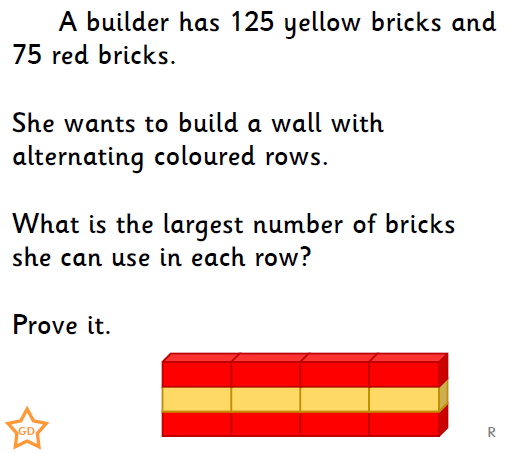 A builder has 125 yellow bricks and
75 red bricks.
She wants to build a wall with
alternating coloured rows.
What is the largest number of bricks
she can use in each row?
Prove it.
GD
R